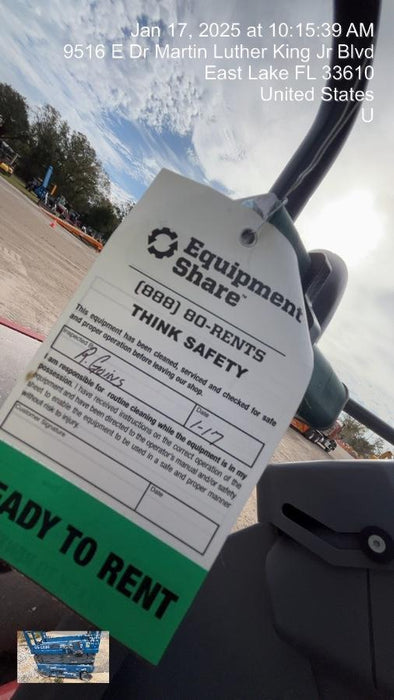 Jan 17, 2025 at 10:15:39 AM
9516 E Dr Martin Luther King Jr Blvd
East Lake FL 33610
United States
U
Equipment
Share™
(888) 80-RENTS
THINK SAFETY
This equipment has been cleaned, serviced and checked for safe
and proper operation before leaving our shop.
Inspected by
R Goins
Date
1-17
I am responsible for routine cleaning while the equipment is in my
possession. I have received instructions on the correct operation of the
equipment and have been directed to the operator's manual and/or safety
sheet to enable the equipment to be used in a safe and proper manner
without risk to injury.
Customer Signature
Date
EADY TO RENT